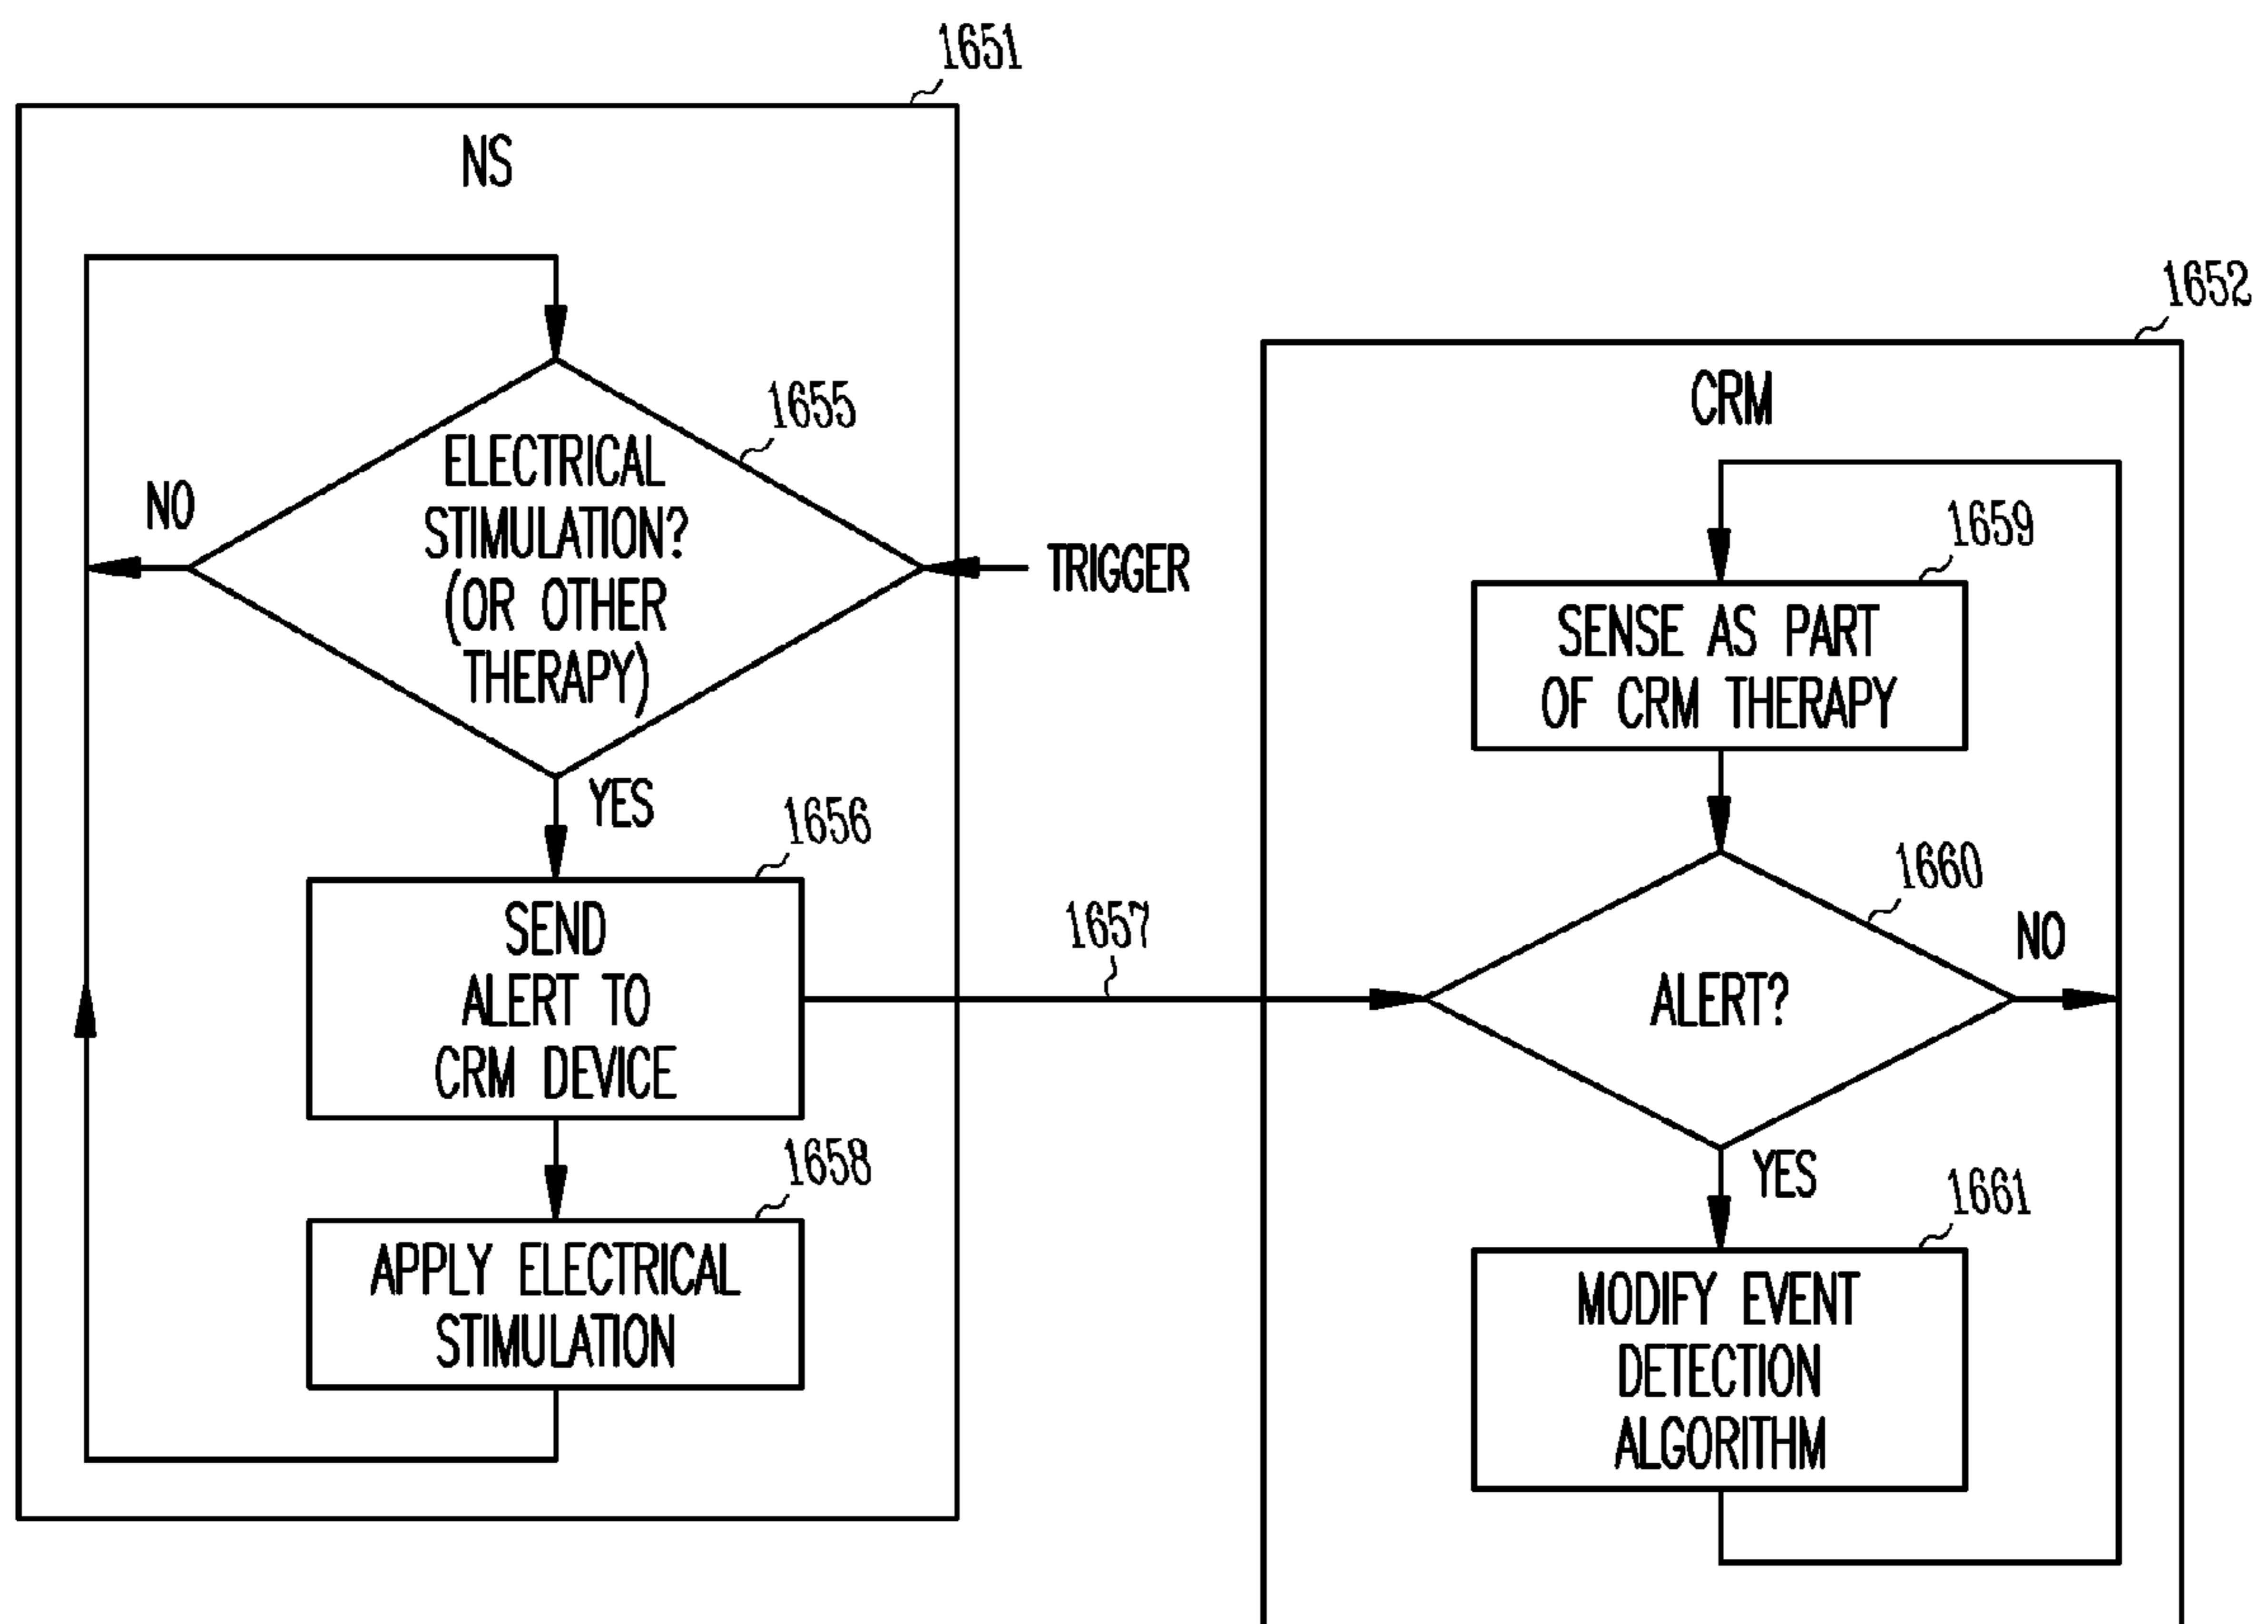 1651
NS
1655
ELECTRICAL
STIMULATION?
(OR OTHER
THERAPY)
NO
TRIGGER
YES
1656
SEND
ALERT TO
CRM DEVICE
1657
1658
APPLY ELECTRICAL
STIMULATION
1652
CRM
1659
SENSE AS PART
OF CRM THERAPY
1660
ALERT?
NO
YES
1661
MODIFY EVENT
DETECTION
ALGORITHM